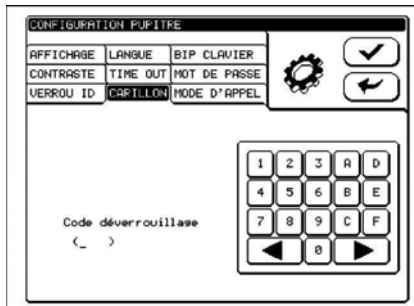 CONFIGURATION PUPITRE
AFFICHAGE LANGUE BIP CLAVIER
CONTRASTE TIME OUT MOT DE PASSE
VERROU ID CARILLON MODE D'APPEL
1 2 3 A D
4 5 6 B E
7 8 9 C F
0
Code déverrouillage
(_ )